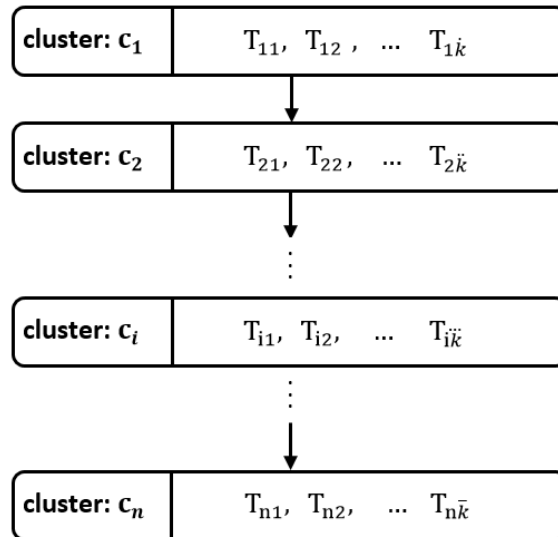 cluster: c₁ T₁₁, T₁₂ , ... T₁k̇
cluster: c₂ T₂₁, T₂₂, ... T₂k̈
⋮
cluster: cᵢ Tᵢ₁, Tᵢ₂, ... Tᵢk⃛
⋮
cluster: cₙ Tₙ₁, Tₙ₂, ... Tₙk̄